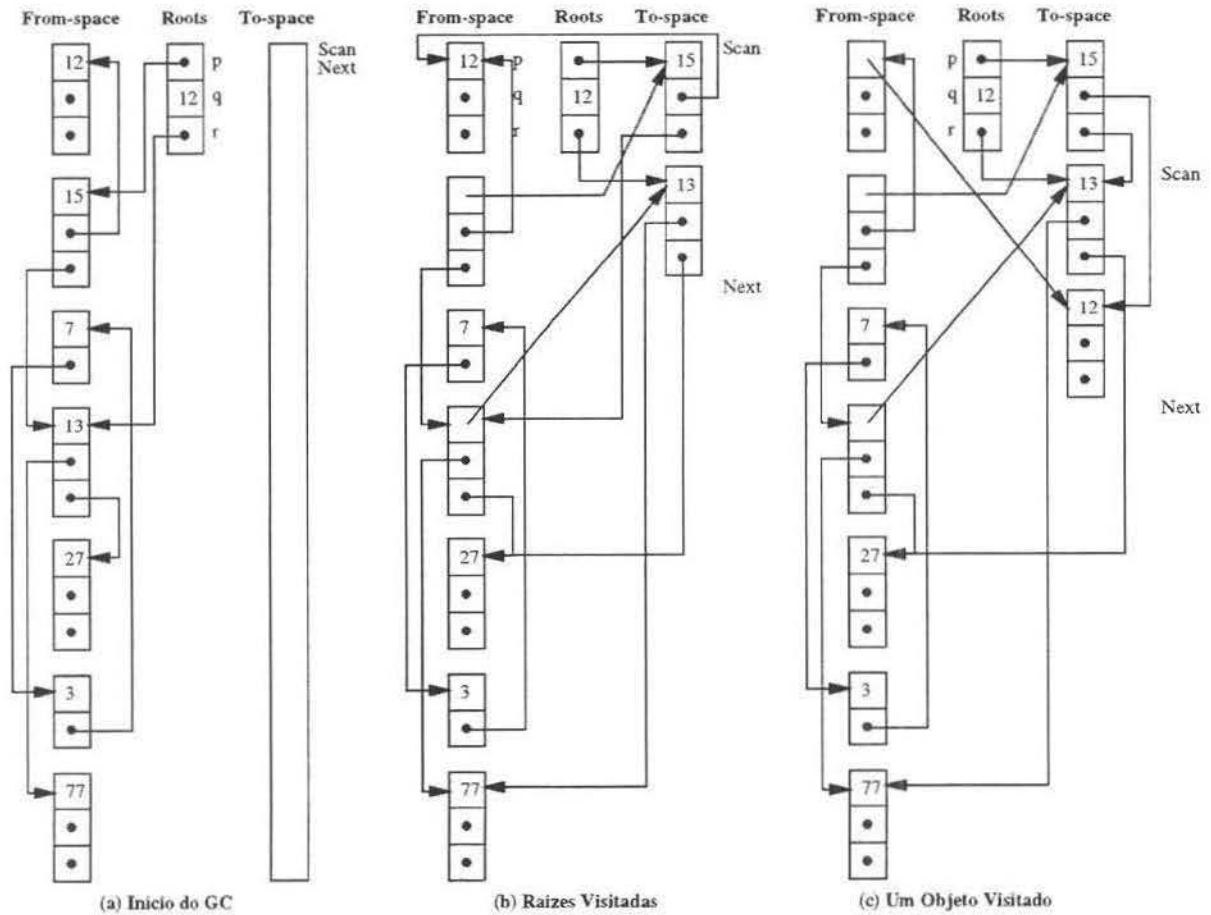 From-space Roots To-space
12
15
7
13
27
3
77
p
12 q
r
Scan
Next
(a) Inicio do GC
From-space Roots To-space
12
7
27
3
77
p
q 12
r
15
13
Scan
Next
(b) Raizes Visitadas
From-space Roots To-space
7
27
3
77
p
q 12
r
15
13
12
Scan
Next
(c) Um Objeto Visitado